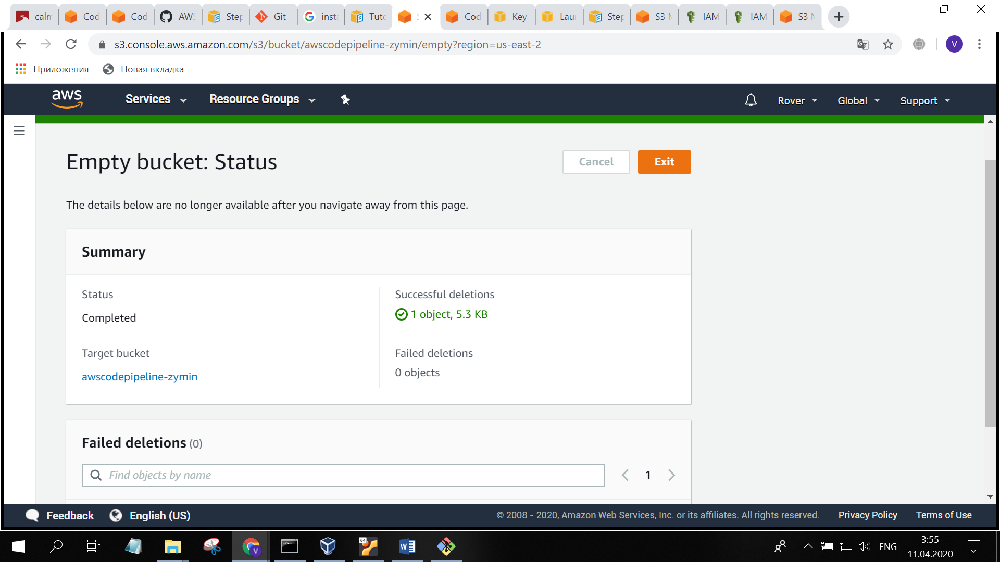 calm
Cod
Cod
AWS
Step
Git -
insta
Tuto
Cod
Key
Laun
Step
S3 M
IAM
IAM
S3 M
s3.console.aws.amazon.com/s3/bucket/awscodepipeline-zymin/empty?region=us-east-2
V
Приложения Новая вкладка
aws Services Resource Groups Rover Global Support
Empty bucket: Status Cancel Exit
The details below are no longer available after you navigate away from this page.
Summary
Status
Completed
Target bucket
awscodepipeline-zymin
Successful deletions
1 object, 5.3 KB
Failed deletions
0 objects
Failed deletions (0)
Find objects by name
1
Feedback English (US) © 2008 - 2020, Amazon Web Services, Inc. or its affiliates. All rights reserved. Privacy Policy Terms of Use
ENG
3:55
11.04.2020